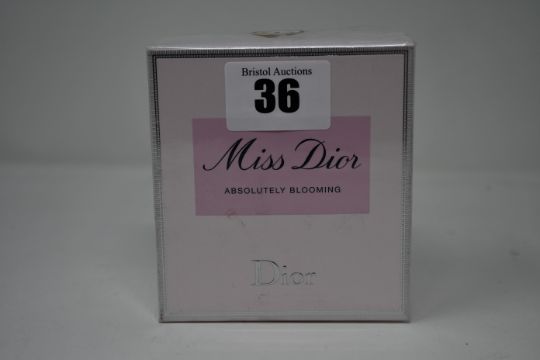 Bristol Auctions
36
Miss Dior
ABSOLUTELY BLOOMING
Dior